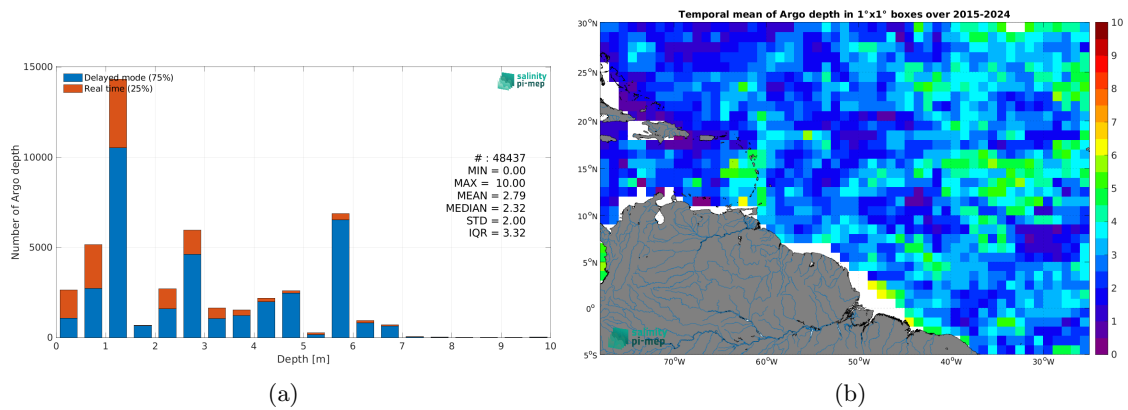 Temporal mean of Argo depth in 1°x1° boxes over 2015-2024
15000
10000
5000
0
Number of Argo depth
Delayed mode (75%)
Real time (25%)
salinity
pi-mep
# : 48437
MIN = 0.00
MAX = 10.00
MEAN = 2.79
MEDIAN = 2.32
STD = 2.00
IQR = 3.32
0 1 2 3 4 5 6 7 8 9 10
Depth [m]
(a)
30°N
25°N
20°N
15°N
10°N
5°N
0°
5°S
70°W 60°W 50°W 40°W 30°W
salinity
pi-mep
10
9
8
7
6
5
4
3
2
1
0
(b)